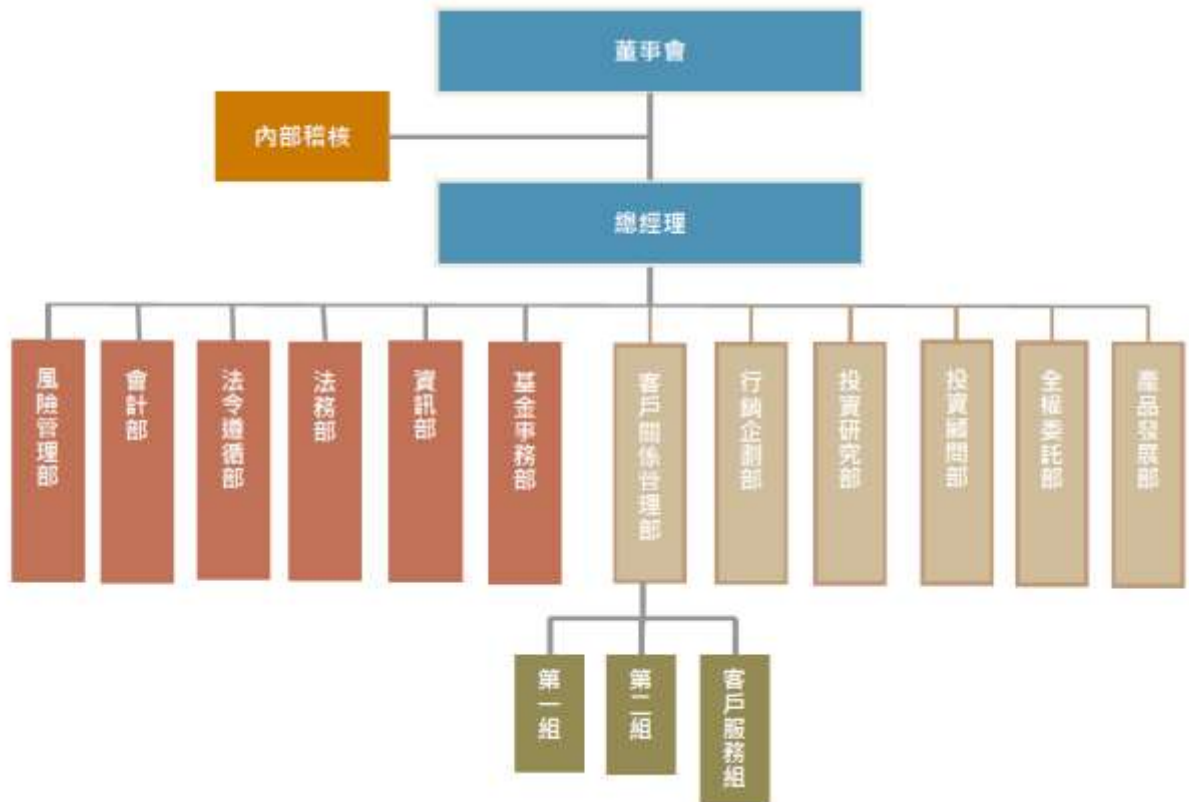 董事會
內部稽核
總經理
風險管理部
會計部
法令遵循部
法務部
資訊部
基金事務部
客戶關係管理部
行銷企劃部
投資研究部
投資顧問部
全權委託部
產品發展部
第一組
第二組
客戶服務組